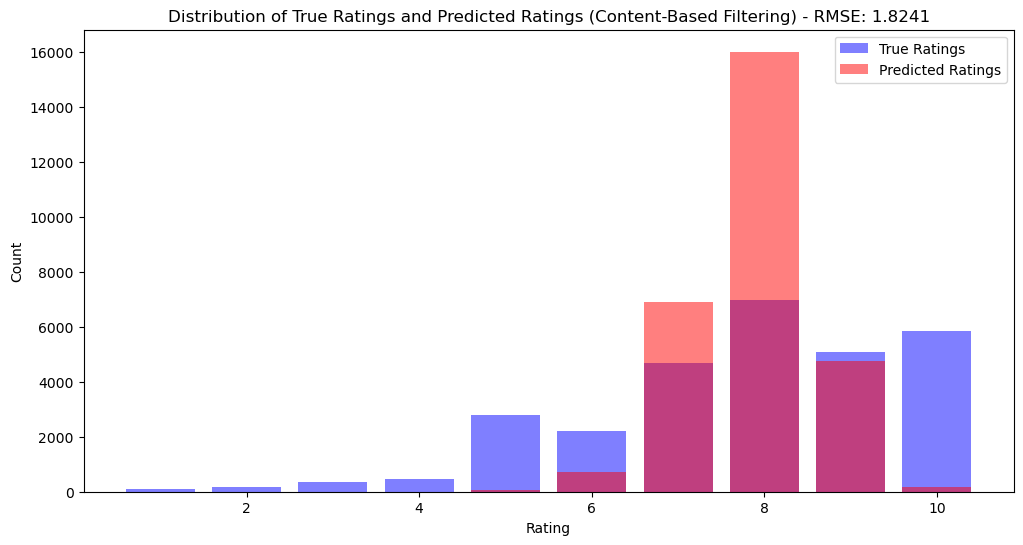 Distribution of True Ratings and Predicted Ratings (Content-Based Filtering) - RMSE: 1.8241
True Ratings
Predicted Ratings
16000
14000
12000
10000
8000
6000
4000
2000
0
Count
2
4
6
8
10
Rating